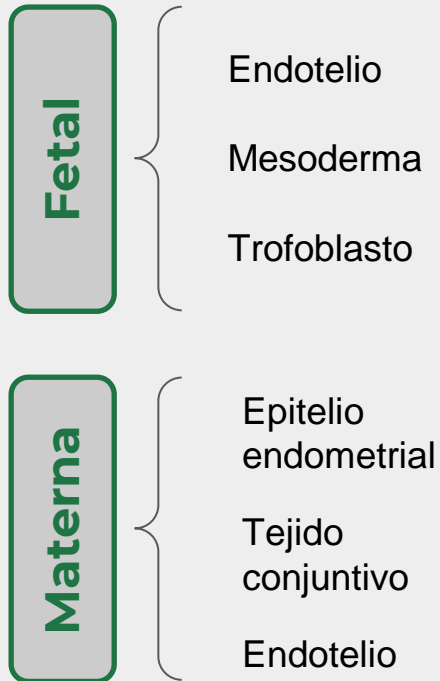 Fetal
Endotelio
Mesoderma
Trofoblasto
Materna
Epitelio
endometrial
Tejido
conjuntivo
Endotelio